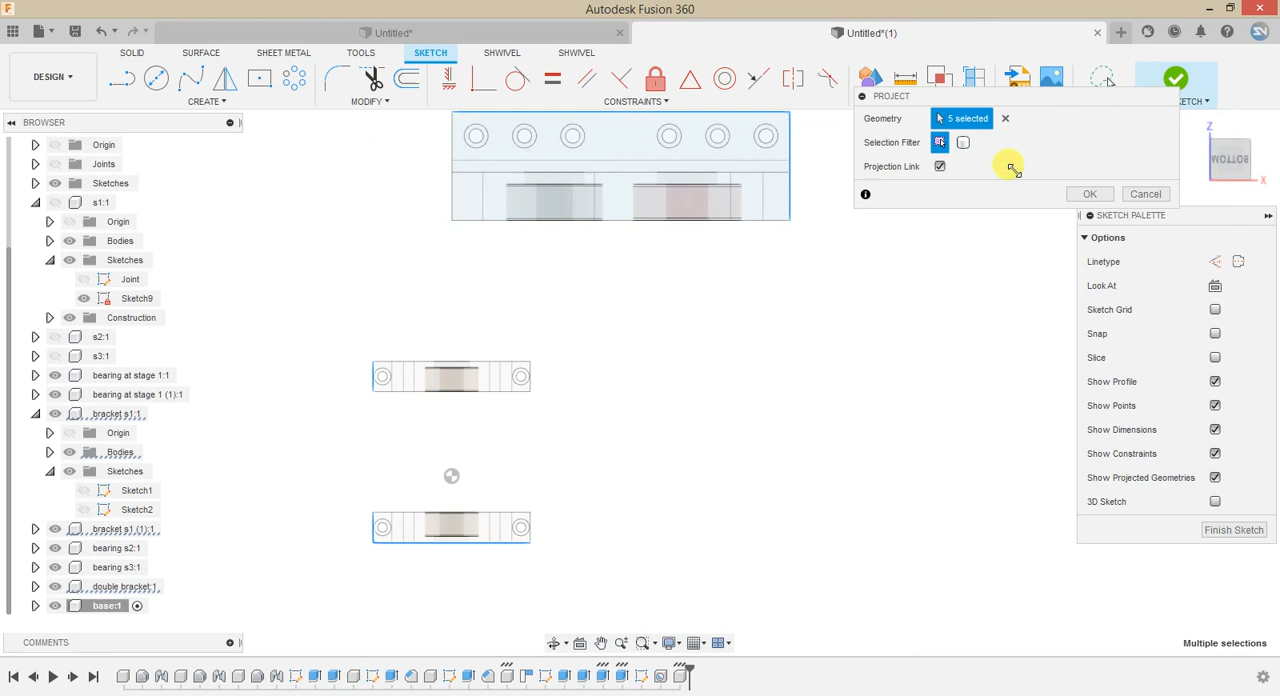 Autodesk Fusion 360
Untitled*
Untitled*(1)
SOLID SURFACE SHEET METAL TOOLS SKETCH SHWIVEL SHWIVEL
DESIGN
CREATE MODIFY CONSTRAINTS
PROJECT
Geometry 5 selected
Selection Filter
Projection Link
OK Cancel
BROWSER
Origin
Joints
Sketches
s1:1
Origin
Bodies
Sketches
Joint
Sketch9
Construction
s2:1
s3:1
bearing at stage 1:1
bearing at stage 1 (1):1
bracket s1:1
Origin
Bodies
Sketches
Sketch1
Sketch2
bracket s1 (1):1
bearing s2:1
bearing s3:1
double bracket:1
base:1
COMMENTS
Z
BOTTOM
X
SKETCH PALETTE
Options
Linetype
Look At
Sketch Grid
Snap
Slice
Show Profile
Show Points
Show Dimensions
Show Constraints
Show Projected Geometries
3D Sketch
Finish Sketch
Multiple selections